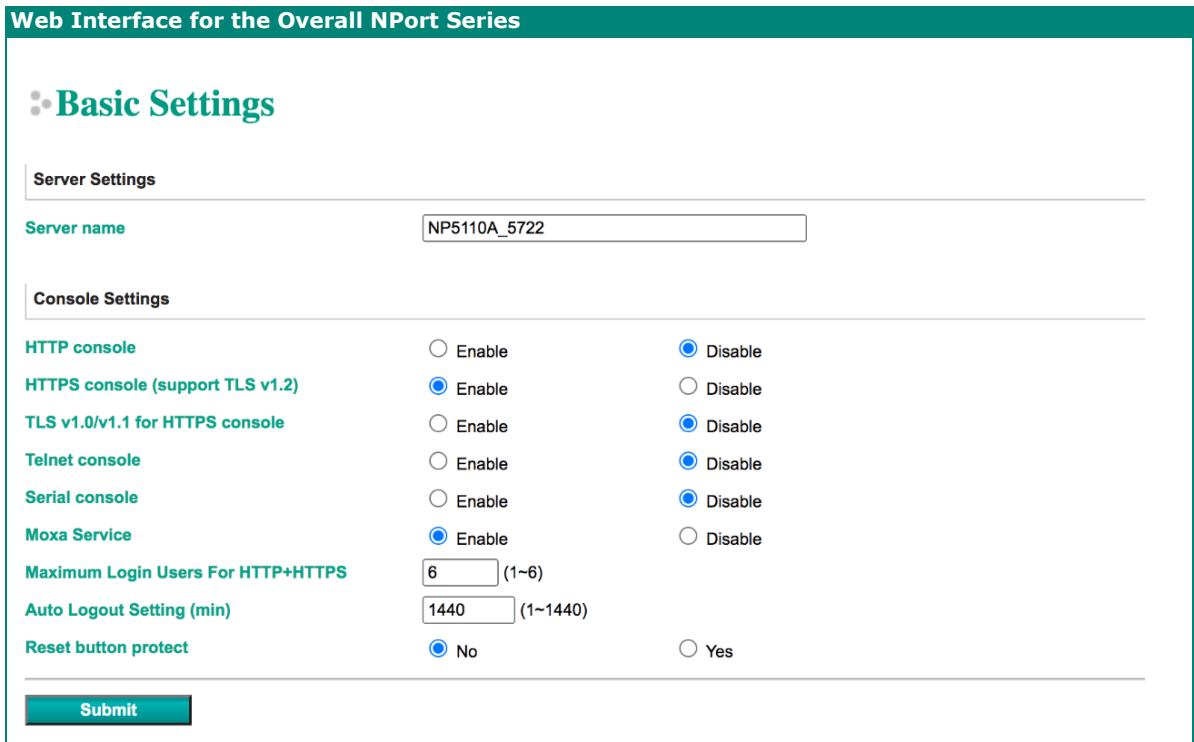 Web Interface for the Overall NPort Series
Basic Settings
Server Settings
Server name NP5110A_5722
Console Settings
HTTP console Enable Disable
HTTPS console (support TLS v1.2) Enable Disable
TLS v1.0/v1.1 for HTTPS console Enable Disable
Telnet console Enable Disable
Serial console Enable Disable
Moxa Service Enable Disable
Maximum Login Users For HTTP+HTTPS 6 (1~6)
Auto Logout Setting (min) 1440 (1~1440)
Reset button protect No Yes
Submit